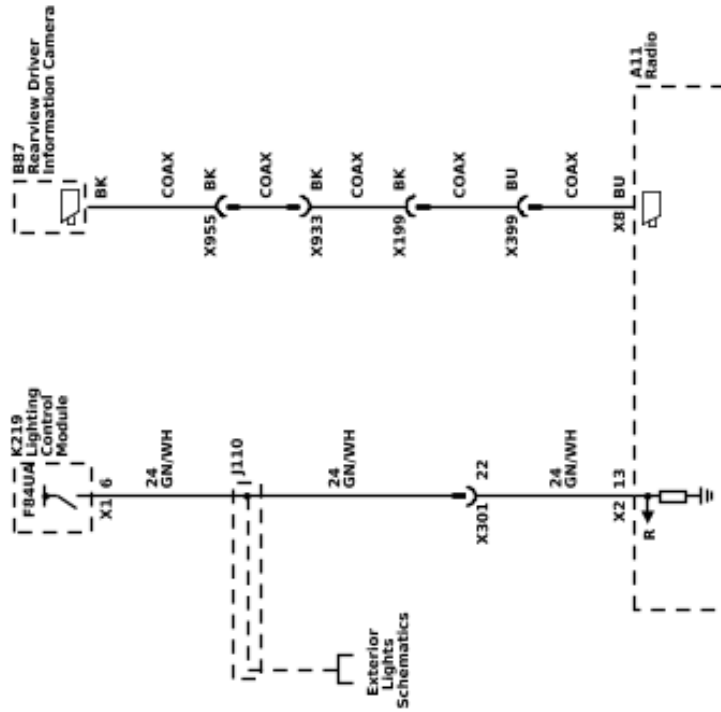 B87
Rearview Driver
Information Camera
BK
COAX
X955
BK
COAX
X933
BK
COAX
X199
BK
COAX
X399
BU
COAX
X8
BU
A11
Radio
K219
Lighting
Control
Module
F84UA
X1
6
24
GN/WH
J110
24
GN/WH
X301
22
24
GN/WH
X2
13
R
Exterior
Lights
Schematics